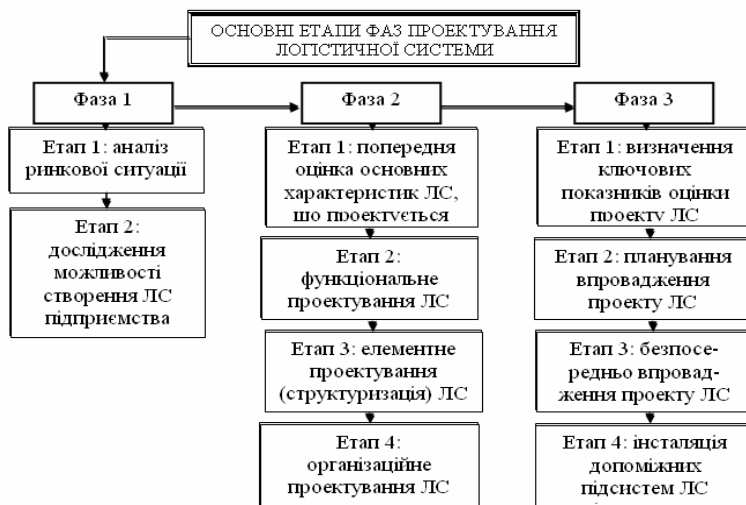 ОСНОВНІ ЕТАПИ ФАЗ ПРОЕКТУВАННЯ
ЛОГІСТИЧНОЇ СИСТЕМИ
Фаза 1
Етап 1: аналіз
ринкової ситуації
Етап 2:
дослідження
можливості
створення ЛС
підприємства
Фаза 2
Етап 1: попередня
оцінка основних
характеристик ЛС,
що проектується
Етап 2:
функціональне
проектування ЛС
Етап 3: елементне
проектування
(структуризація) ЛС
Етап 4:
організаційне
проектування ЛС
Фаза 3
Етап 1: визначення
ключових
показників оцінки
проекту ЛС
Етап 2: планування
впровадження
проекту ЛС
Етап 3: безпосе-
редньо впровад-
ження проекту ЛС
Етап 4: інсталяція
допоміжних
підсистем ЛС